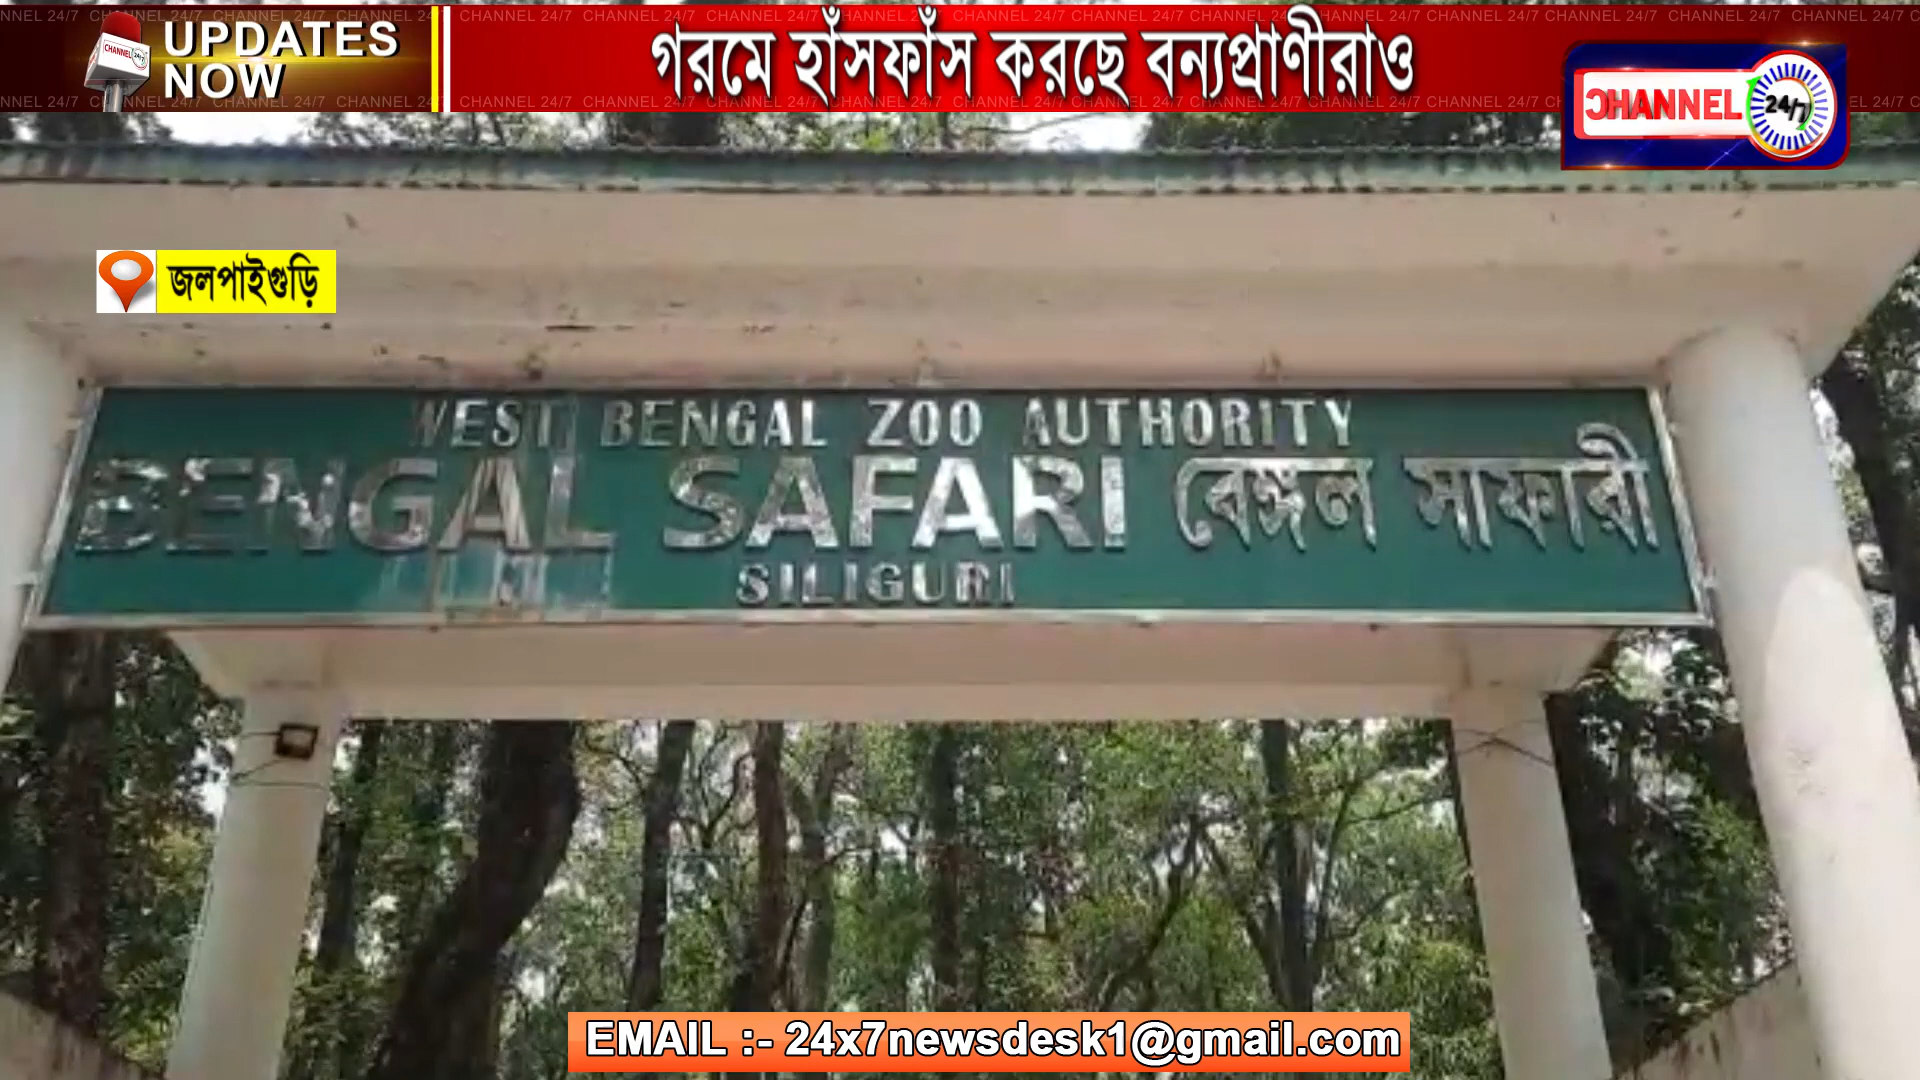 UPDATES
NOW
গরমে হাঁসফাঁস করছে বন্যপ্রাণীরাও
CHANNEL 24/7
জলপাইগুড়ি
WEST BENGAL ZOO AUTHORITY
BENGAL SAFARI বেঙ্গল সাফারী
SILIGURI
EMAIL :- 24x7newsdesk1@gmail.com